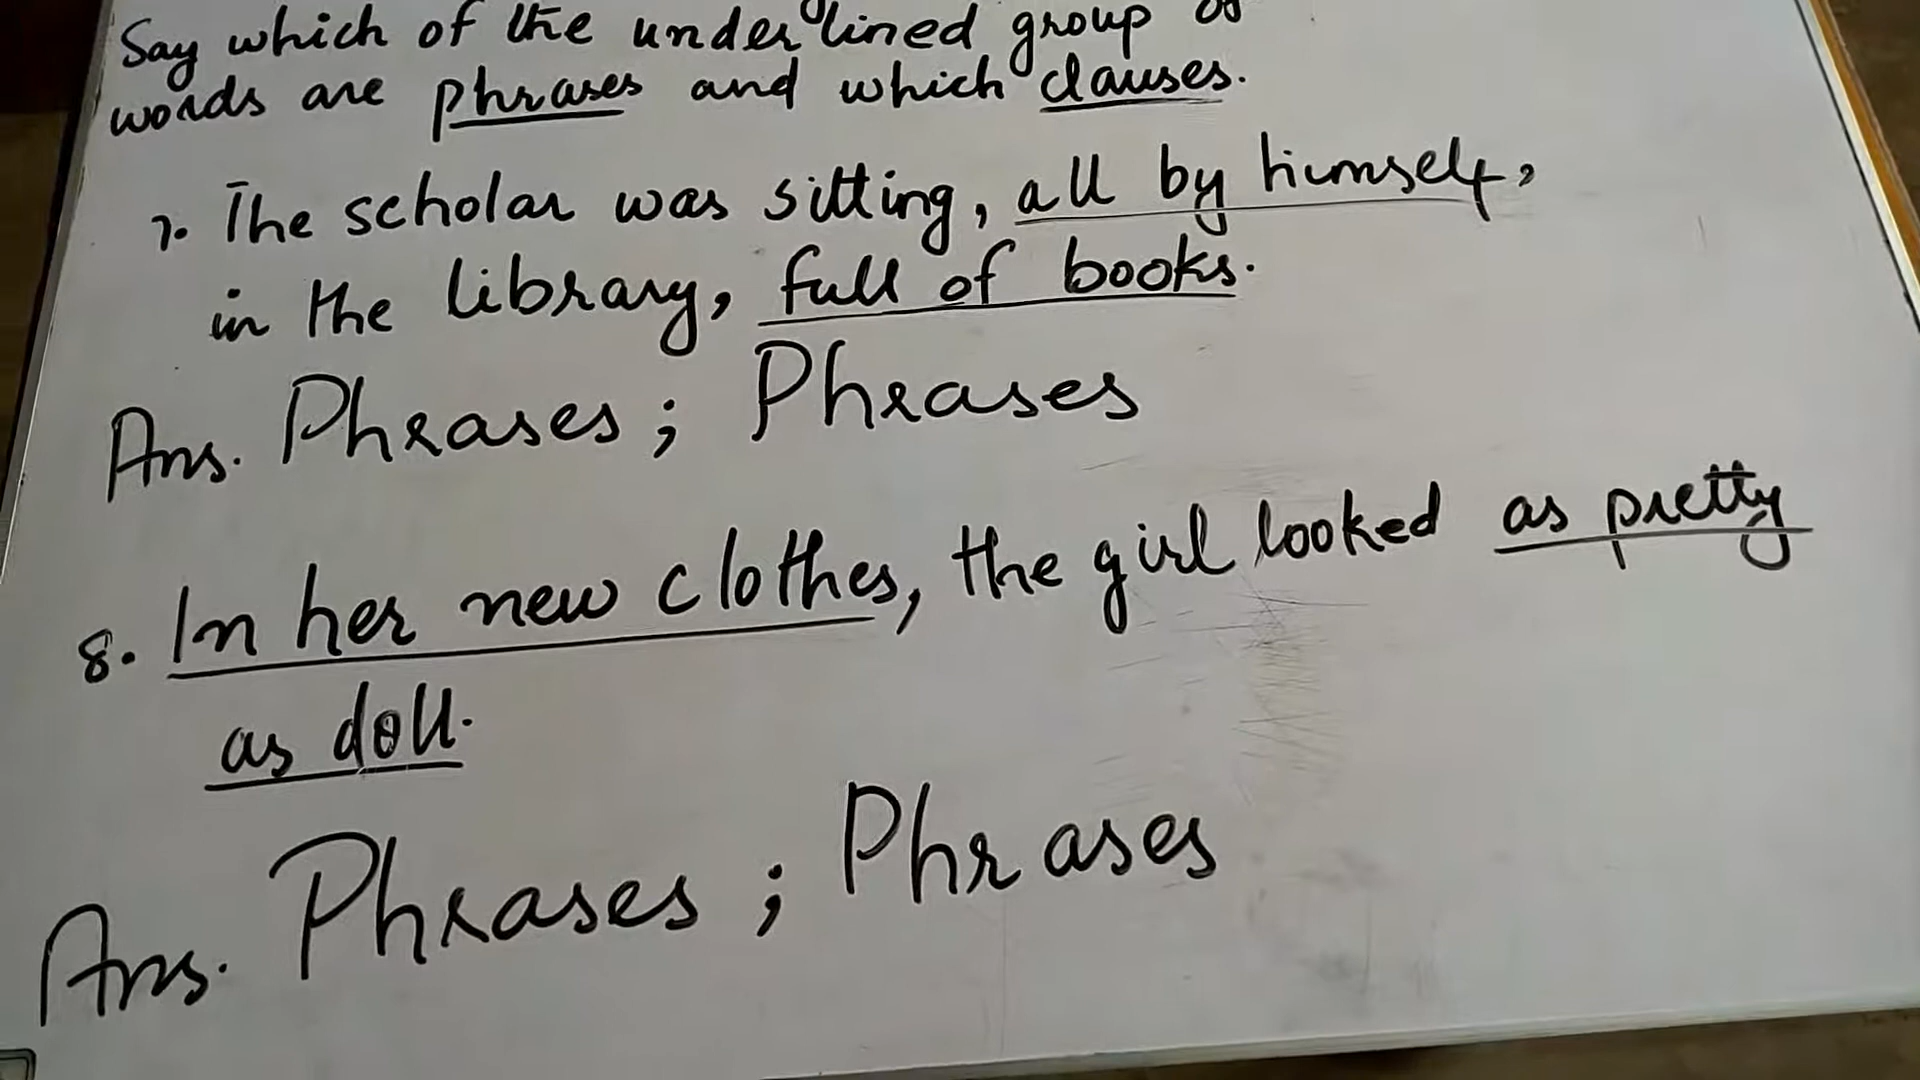 Say which of the underlined group of
words are phrases and which clauses.
7. The scholar was sitting, all by himself,
in the library, full of books.
Ans. Phrases; Phrases
8. In her new clothes, the girl looked as pretty
as doll.
Ans. Phrases; Phrases